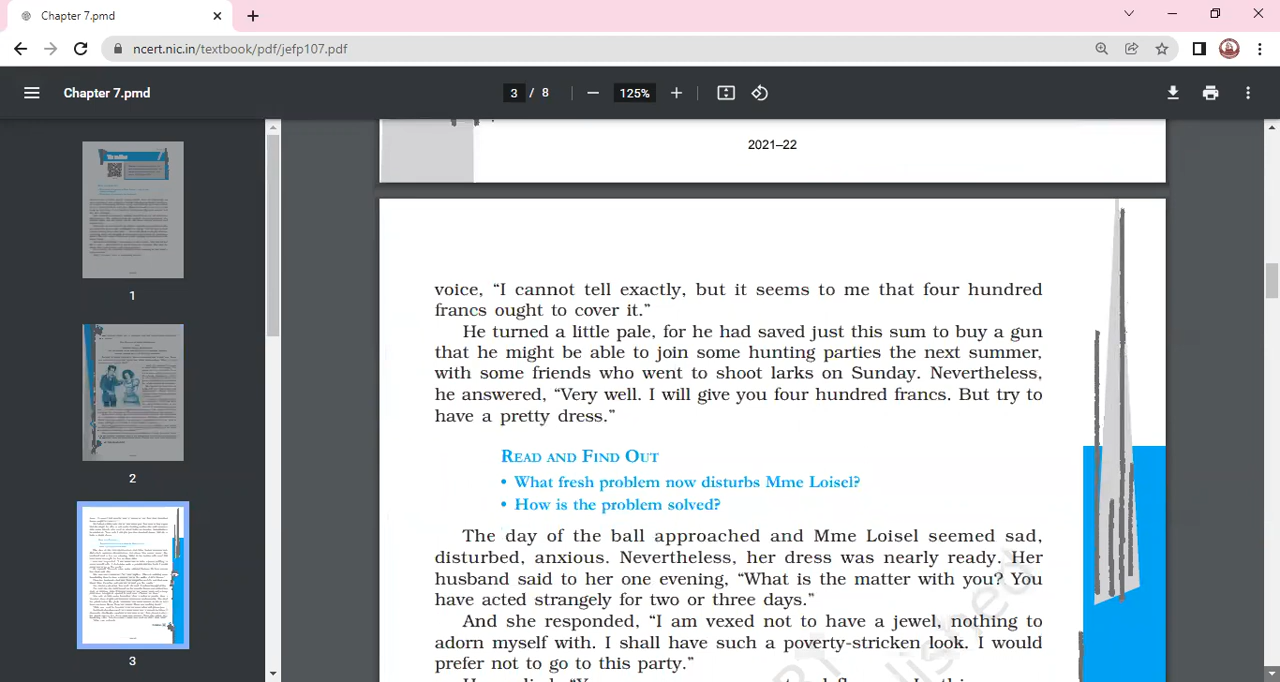 Chapter 7.pmd
ncert.nic.in/textbook/pdf/jefp107.pdf
Chapter 7.pmd
3 / 8
125%
1
2
3
2021–22
voice, “I cannot tell exactly, but it seems to me that four hundred
francs ought to cover it.”
He turned a little pale, for he had saved just this sum to buy a gun
that he might be able to join some hunting parties the next summer,
with some friends who went to shoot larks on Sunday. Nevertheless,
he answered, “Very well. I will give you four hundred francs. But try to
have a pretty dress.”
READ AND FIND OUT
• What fresh problem now disturbs Mme Loisel?
• How is the problem solved?
The day of the ball approached and Mme Loisel seemed sad,
disturbed, anxious. Nevertheless, her dress was nearly ready. Her
husband said to her one evening, “What is the matter with you? You
have acted strangely for two or three days.”
And she responded, “I am vexed not to have a jewel, nothing to
adorn myself with. I shall have such a poverty-stricken look. I would
prefer not to go to this party.”